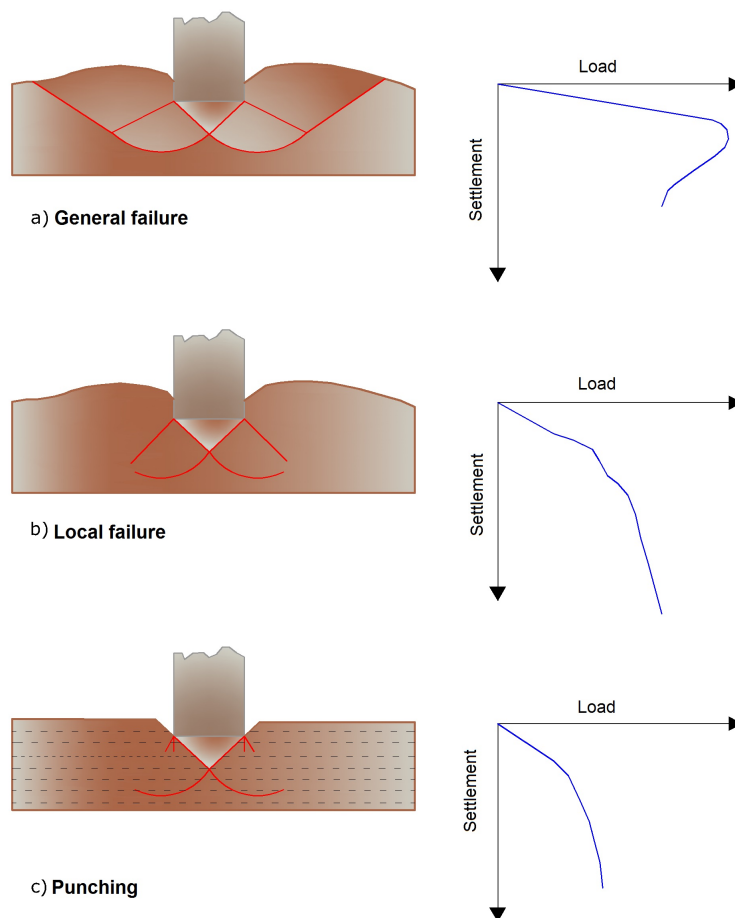 Load
Settlement
a) General failure
Load
Settlement
b) Local failure
Load
Settlement
c) Punching